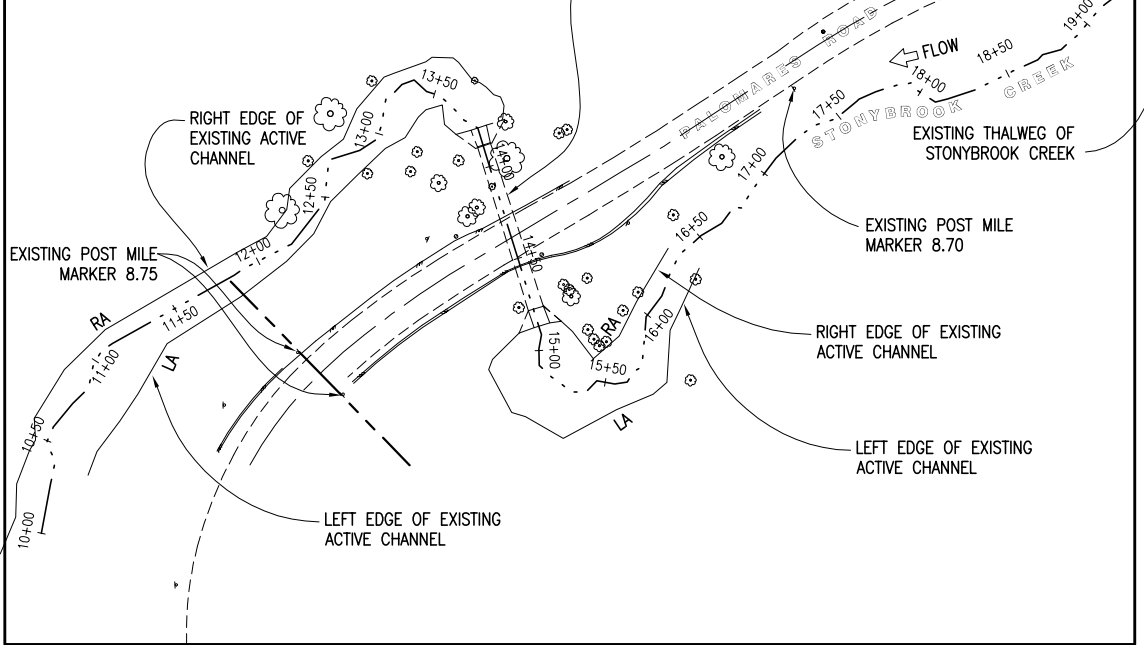 PALOMARES ROAD
FLOW
STONYBROOK CREEK
19+00
18+50
18+00
17+50
17+00
16+50
16+00
15+50
15+00
14+50
14+00
13+50
13+00
12+50
12+00
11+50
11+00
10+50
10+00
RIGHT EDGE OF
EXISTING ACTIVE
CHANNEL
EXISTING THALWEG OF
STONYBROOK CREEK
EXISTING POST MILE
MARKER 8.70
EXISTING POST MILE
MARKER 8.75
RA
LA
RA
LA
RIGHT EDGE OF EXISTING
ACTIVE CHANNEL
LEFT EDGE OF EXISTING
ACTIVE CHANNEL
LEFT EDGE OF EXISTING
ACTIVE CHANNEL